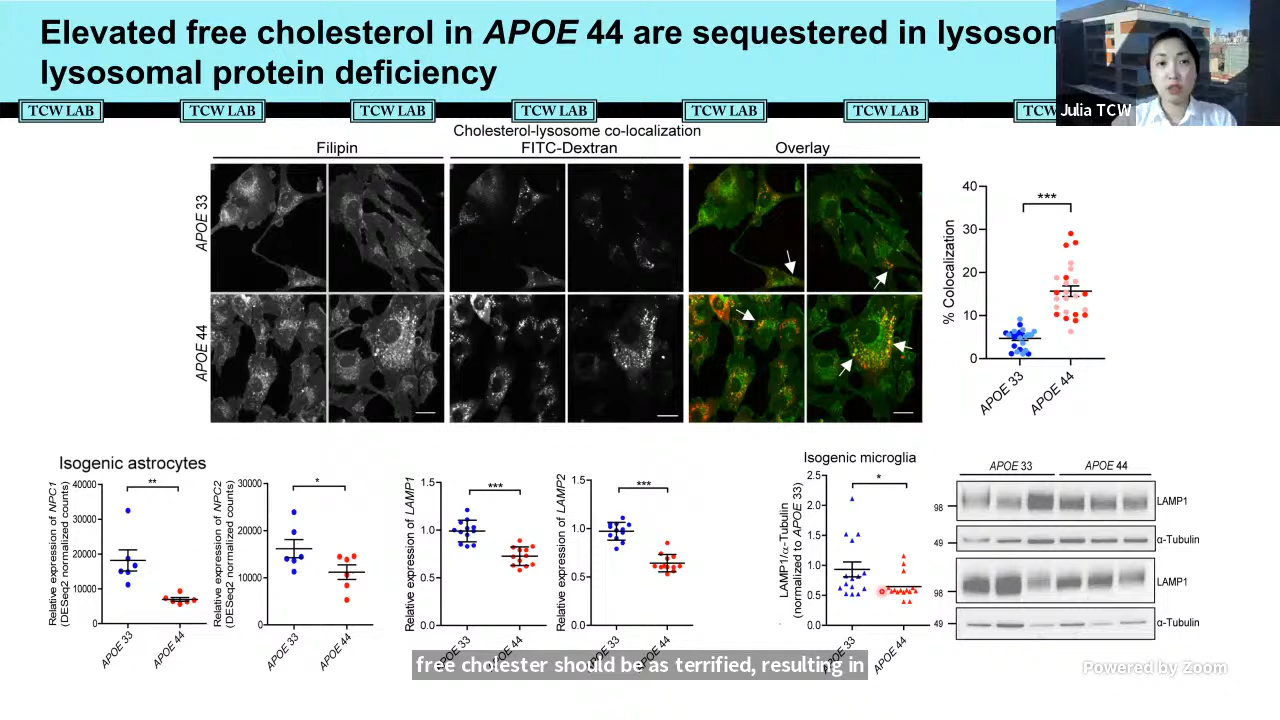 Elevated free cholesterol in APOE 44 are sequestered in lysosom
lysosomal protein deficiency
Julia TCW
TCW LAB TCW LAB TCW LAB TCW LAB TCW LAB TCW LAB TCW
Cholesterol-lysosome co-localization
Filipin FITC-Dextran Overlay
APOE 33
APOE 44
% Colocalization
40
30
20
10
0
***
APOE 33 APOE 44
Isogenic astrocytes
Relative expression of NPC1
(DESeq2 normalized counts)
40000
30000
20000
10000
0
**
APOE 33 APOE 44
Relative expression of NPC2
(DESeq2 normalized counts)
30000
20000
10000
0
*
APOE 33 APOE 44
Relative expression of LAMP1
1.5
1.0
0.5
0.0
***
APOE 33 APOE 44
Relative expression of LAMP2
1.5
1.0
0.5
0.0
***
APOE 33 APOE 44
Isogenic microglia
LAMP1/α-Tubulin
(normalized to APOE 33)
2.5
2.0
1.5
1.0
0.5
0.0
*
APOE 33 APOE 44
APOE 33 APOE 44
98 LAMP1
49 α-Tubulin
98 LAMP1
49 α-Tubulin
free cholester should be as terrified, resulting in
Powered by Zoom